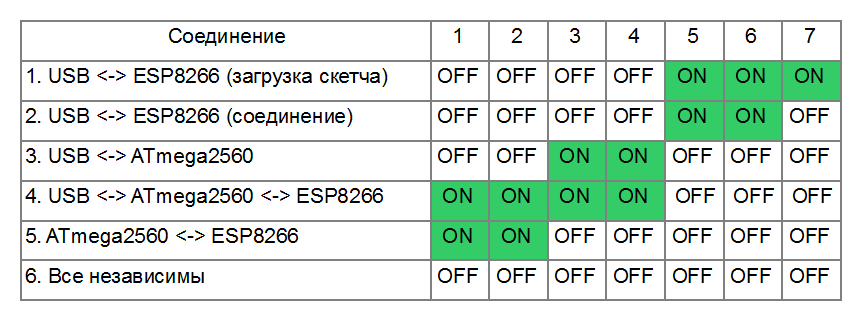 Соединение 1 2 3 4 5 6 7
1. USB <-> ESP8266 (загрузка скетча) OFF OFF OFF OFF ON ON ON
2. USB <-> ESP8266 (соединение) OFF OFF OFF OFF ON ON OFF
3. USB <-> ATmega2560 OFF OFF ON ON OFF OFF OFF
4. USB <-> ATmega2560 <-> ESP8266 ON ON ON ON OFF OFF OFF
5. ATmega2560 <-> ESP8266 ON ON OFF OFF OFF OFF OFF
6. Все независимы OFF OFF OFF OFF OFF OFF OFF